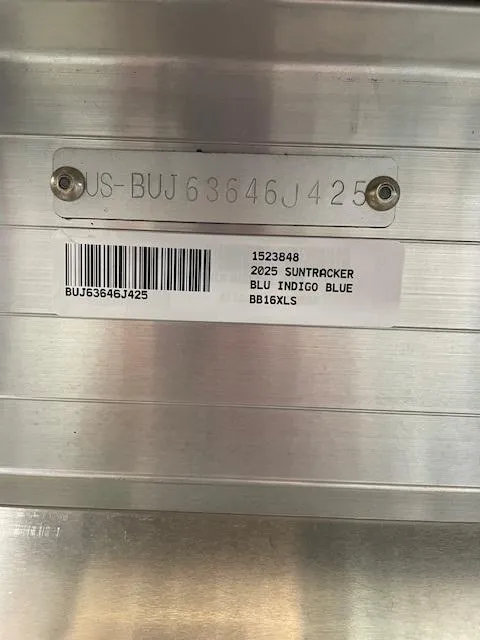 US-BUJ63646J425
BUJ63646J425
1523848
2025 SUNTRACKER
BLU INDIGO BLUE
BB16XLS